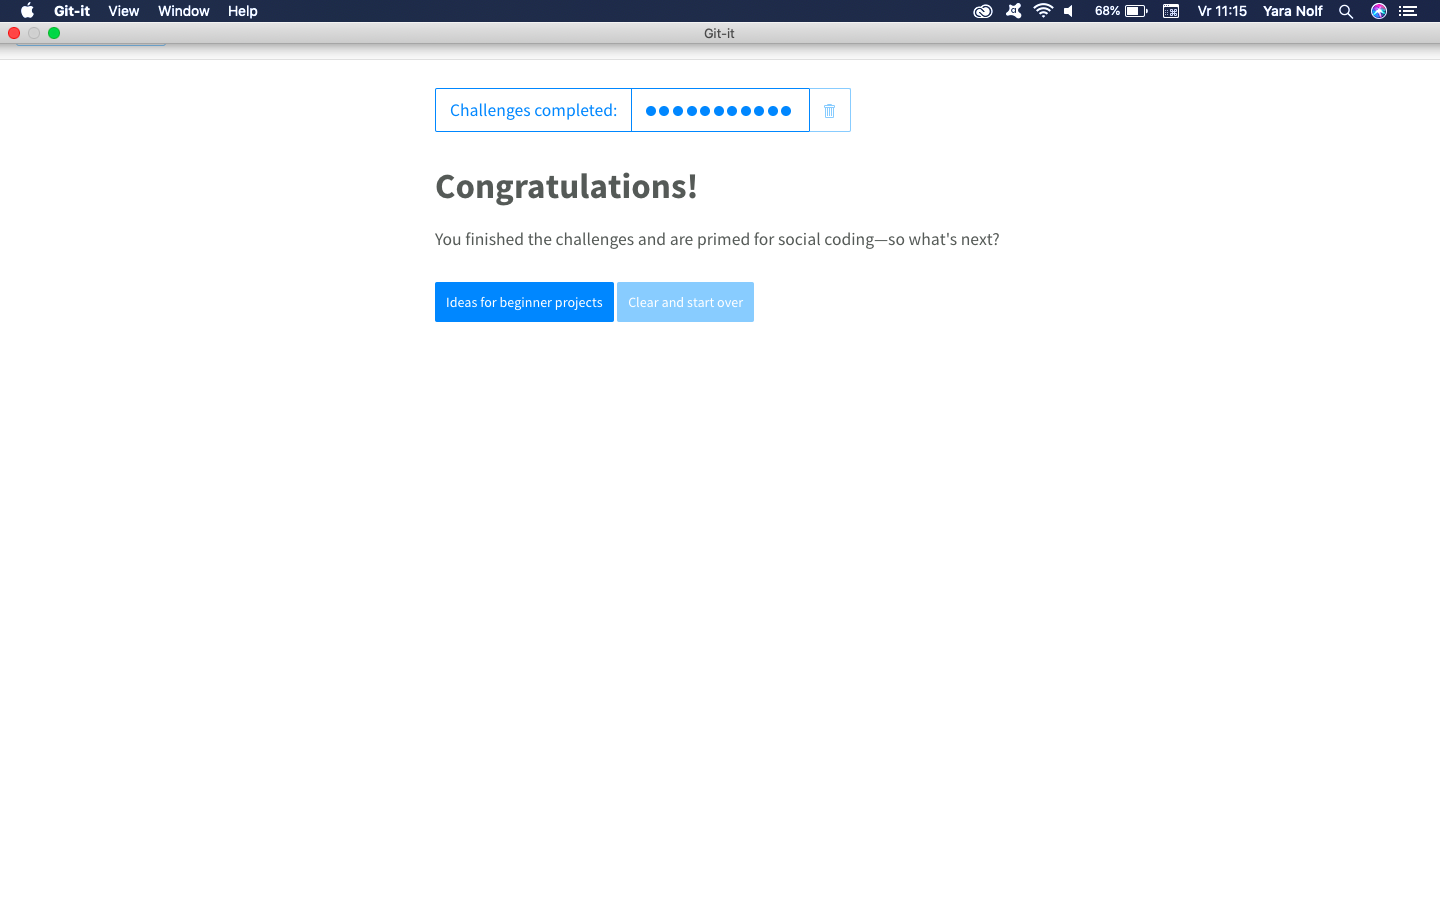 Git-it View Window Help 68% Vr 11:15 Yara Nolf
Git-it
Challenges completed:
Congratulations!
You finished the challenges and are primed for social coding—so what's next?
Ideas for beginner projects Clear and start over